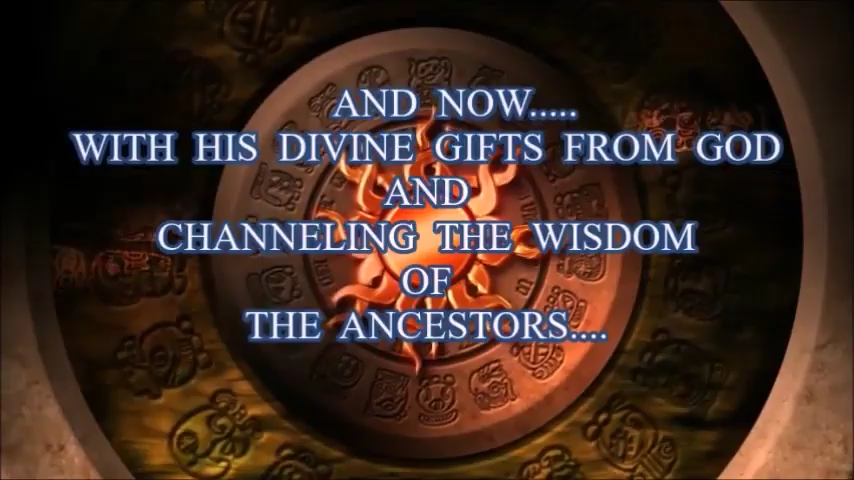 AND NOW.....
WITH HIS DIVINE GIFTS FROM GOD
AND
CHANNELING THE WISDOM
OF
THE ANCESTORS....